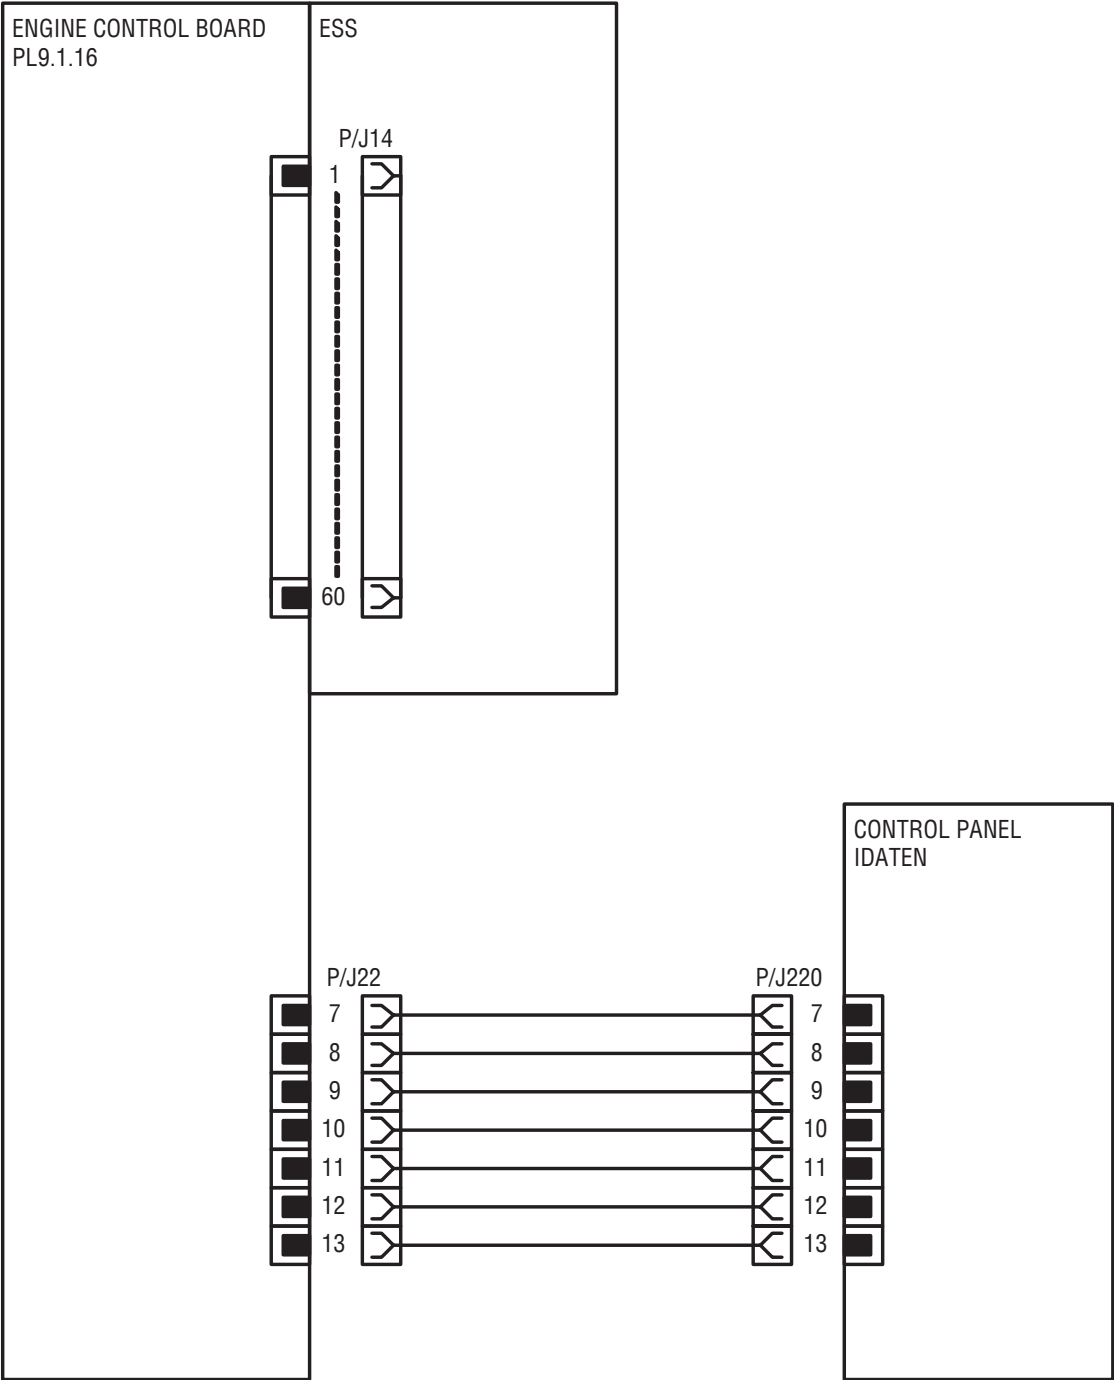 ENGINE CONTROL BOARD
PL9.1.16
ESS
P/J14
1
60
CONTROL PANEL
IDATEN
P/J22
P/J220
7 7
8 8
9 9
10 10
11 11
12 12
13 13